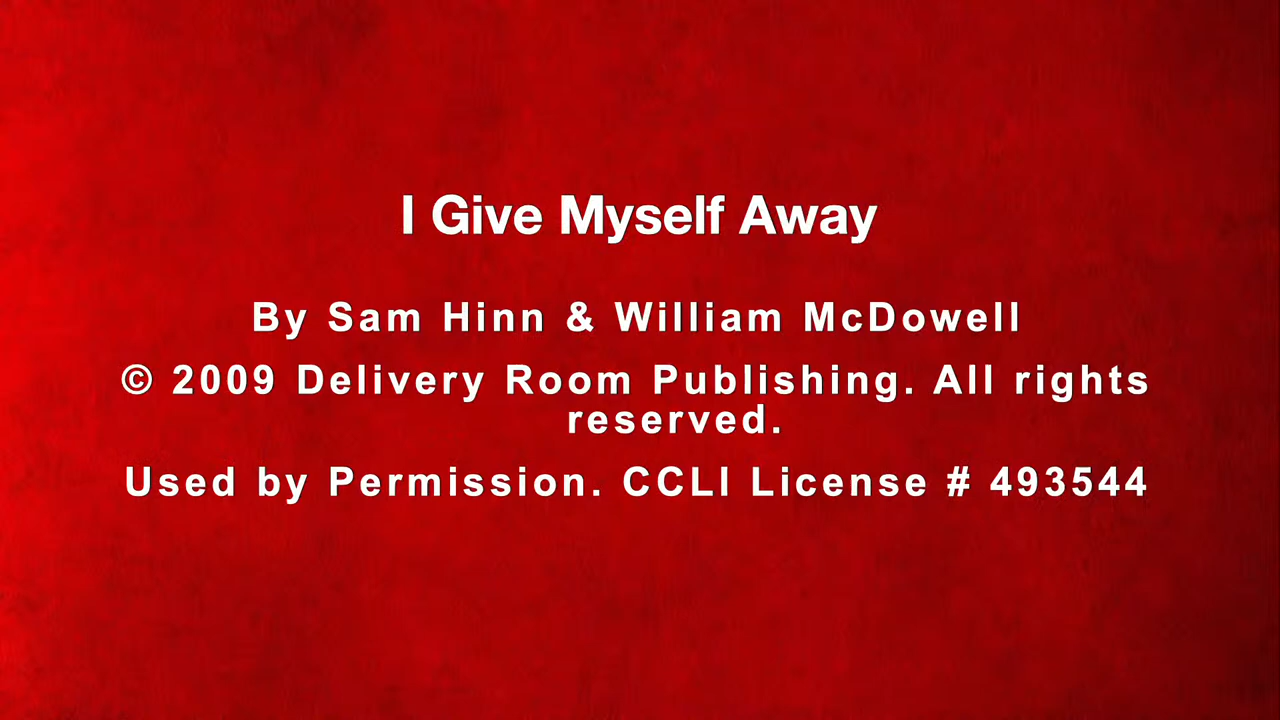 I Give Myself Away
By Sam Hinn & William McDowell
© 2009 Delivery Room Publishing. All rights
reserved.
Used by Permission. CCLI License # 493544